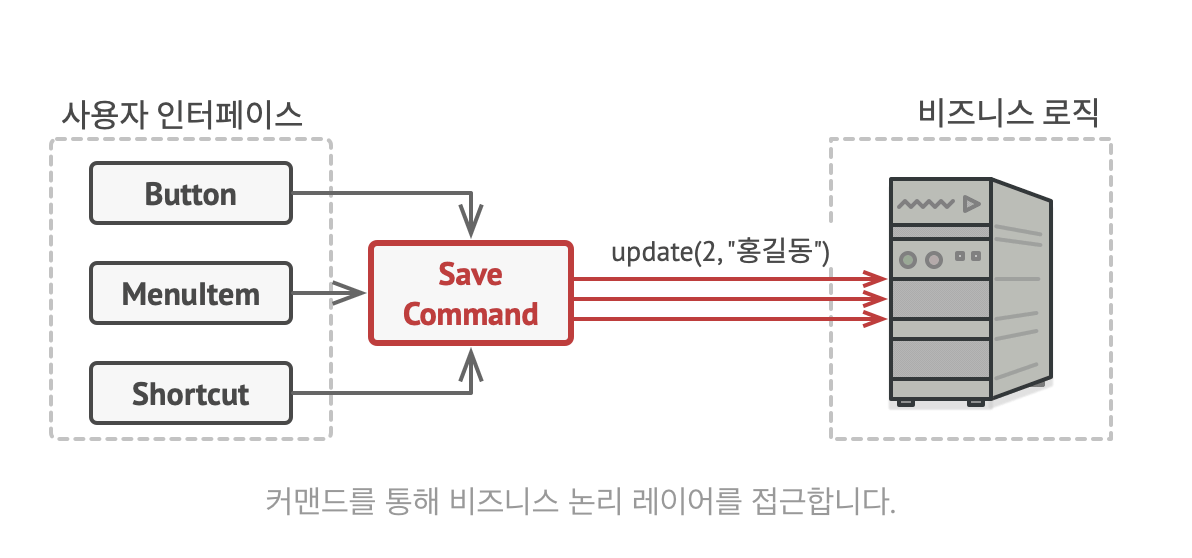 사용자 인터페이스
비즈니스 로직
Button
MenuItem
Shortcut
Save
Command
update(2, "홍길동")
커맨드를 통해 비즈니스 논리 레이어를 접근합니다.